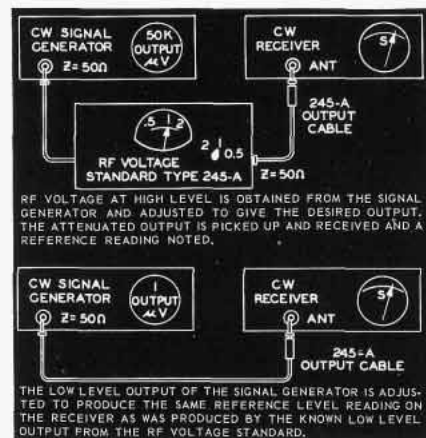 CW SIGNAL GENERATOR
50K OUTPUT µV
Z=50Ω
CW RECEIVER
ANT
S
245-A OUTPUT CABLE
.5 1 2
2 1 0.5
RF VOLTAGE STANDARD TYPE 245-A
Z=50Ω
RF VOLTAGE AT HIGH LEVEL IS OBTAINED FROM THE SIGNAL
GENERATOR AND ADJUSTED TO GIVE THE DESIRED OUTPUT.
THE ATTENUATED OUTPUT IS PICKED UP AND RECEIVED AND A
REFERENCE READING NOTED.
CW SIGNAL GENERATOR
1 OUTPUT µV
Z=50Ω
CW RECEIVER
ANT
S
245-A OUTPUT CABLE
THE LOW LEVEL OUTPUT OF THE SIGNAL GENERATOR IS ADJUS-
TED TO PRODUCE THE SAME REFERENCE LEVEL READING ON
THE RECEIVER AS WAS PRODUCED BY THE KNOWN LOW LEVEL
OUTPUT FROM THE RF VOLTAGE STANDARD.